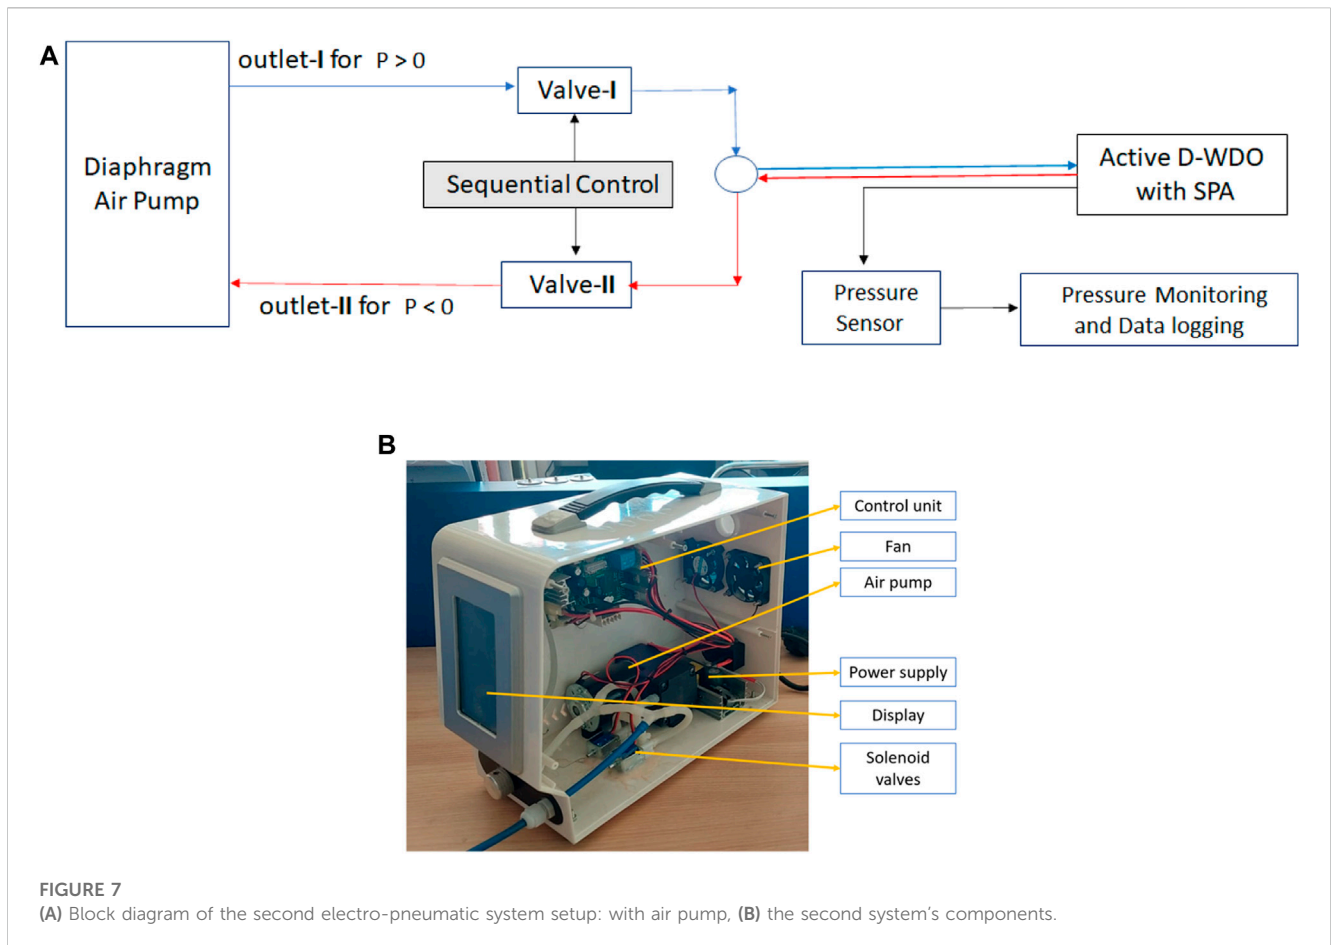 A
outlet-I for P > 0
Valve-I
Diaphragm
Air Pump
Sequential Control
Active D-WDO
with SPA
Valve-II
outlet-II for P < 0
Pressure
Sensor
Pressure Monitoring
and Data logging
B
Control unit
Fan
Air pump
Power supply
Display
Solenoid
valves
FIGURE 7
(A) Block diagram of the second electro-pneumatic system setup: with air pump, (B) the second system's components.